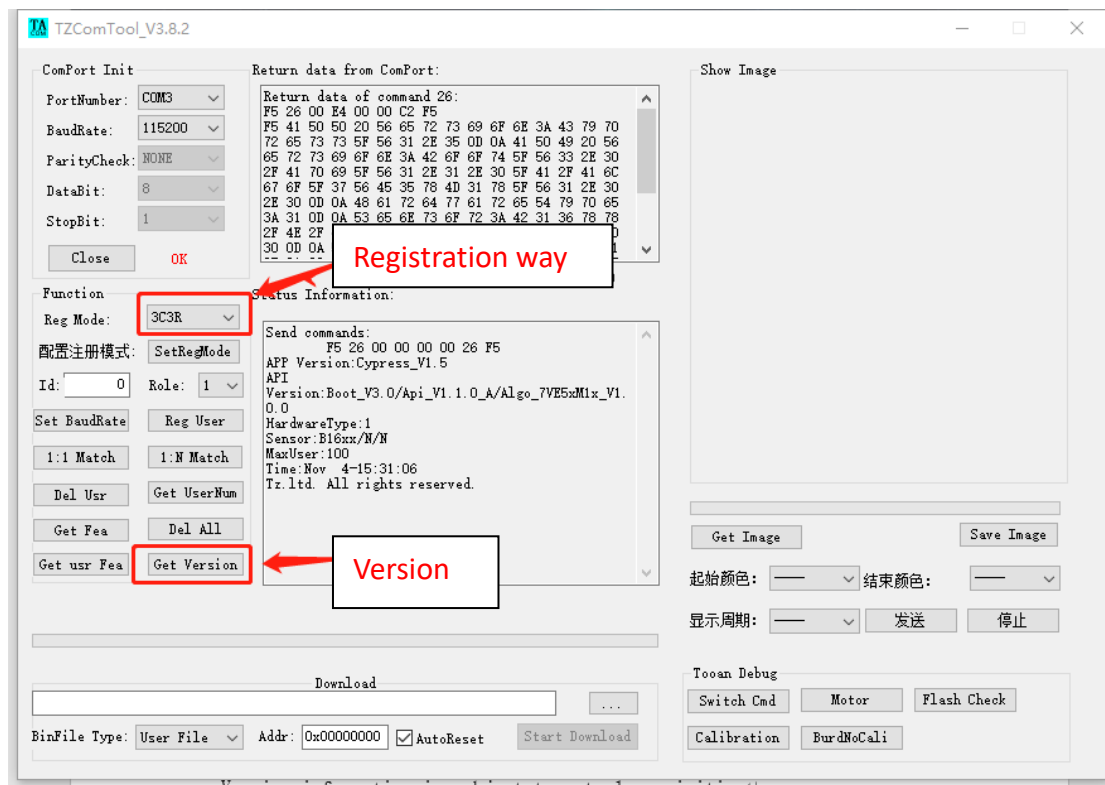 TZComTool_V3.8.2
ComPort Init
PortNumber: COM3
BaudRate: 115200
ParityCheck: NONE
DataBit: 8
StopBit: 1
Close OK
Return data from ComPort:
Return data of command 26:
F5 26 00 E4 00 00 C2 F5
F5 41 50 50 20 56 65 72 73 69 6F 6E 3A 43 79 70
72 65 73 73 5F 56 31 2E 35 0D 0A 41 50 49 20 56
65 72 73 69 6F 6E 3A 42 6F 6F 74 5F 56 33 2E 30
2F 41 70 69 5F 56 31 2E 31 2E 30 5F 41 2F 41 6C
67 6F 5F 37 56 45 35 78 4D 31 78 5F 56 31 2E 30
2E 30 0D 0A 48 61 72 64 77 61 72 65 54 79 70 65
3A 31 0D 0A 53 65 6E 73 6F 72 3A 42 31 36 78 78
2F 4E 2F
30 0D 0A
Registration way
Function
Reg Mode: 3C3R
配置注册模式: SetRegMode
Id: 0 Role: 1
Set BaudRate Reg User
1:1 Match 1:N Match
Del Usr Get UserNum
Get Fea Del All
Get usr Fea Get Version
Status Information:
Send commands:
F5 26 00 00 00 00 26 F5
APP Version:Cypress_V1.5
API
Version:Boot_V3.0/Api_V1.1.0_A/Algo_7VE5xM1x_V1.
0.0
HardwareType:1
Sensor:B16xx/N/N
MaxUser:100
Time:Nov 4-15:31:06
Tz.ltd. All rights reserved.
Version
Download
...
BinFile Type: User File Addr: 0x00000000 AutoReset Start Download
Show Image
Get Image Save Image
起始颜色: —— 结束颜色: ——
显示周期: —— 发送 停止
Tooan Debug
Switch Cmd Motor Flash Check
Calibration BurdNoCali